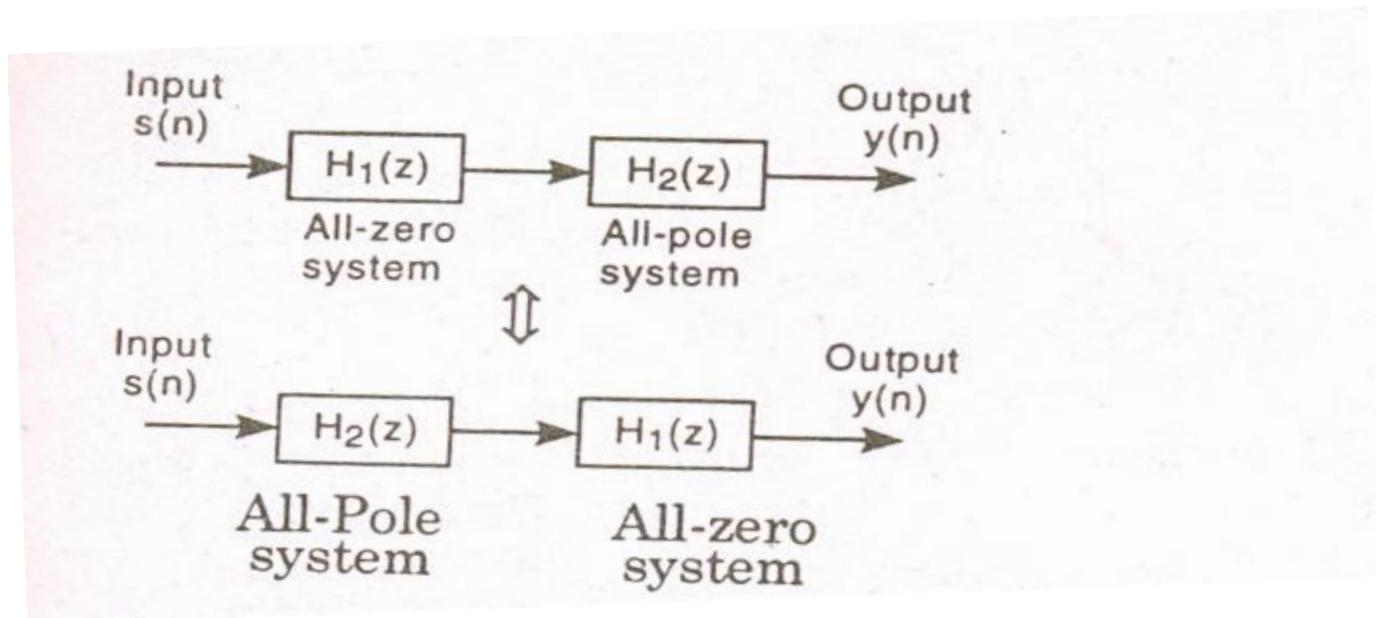 Input
s(n)
H₁(z)
All-zero
system
H₂(z)
All-pole
system
Output
y(n)
Input
s(n)
H₂(z)
All-Pole
system
H₁(z)
All-zero
system
Output
y(n)